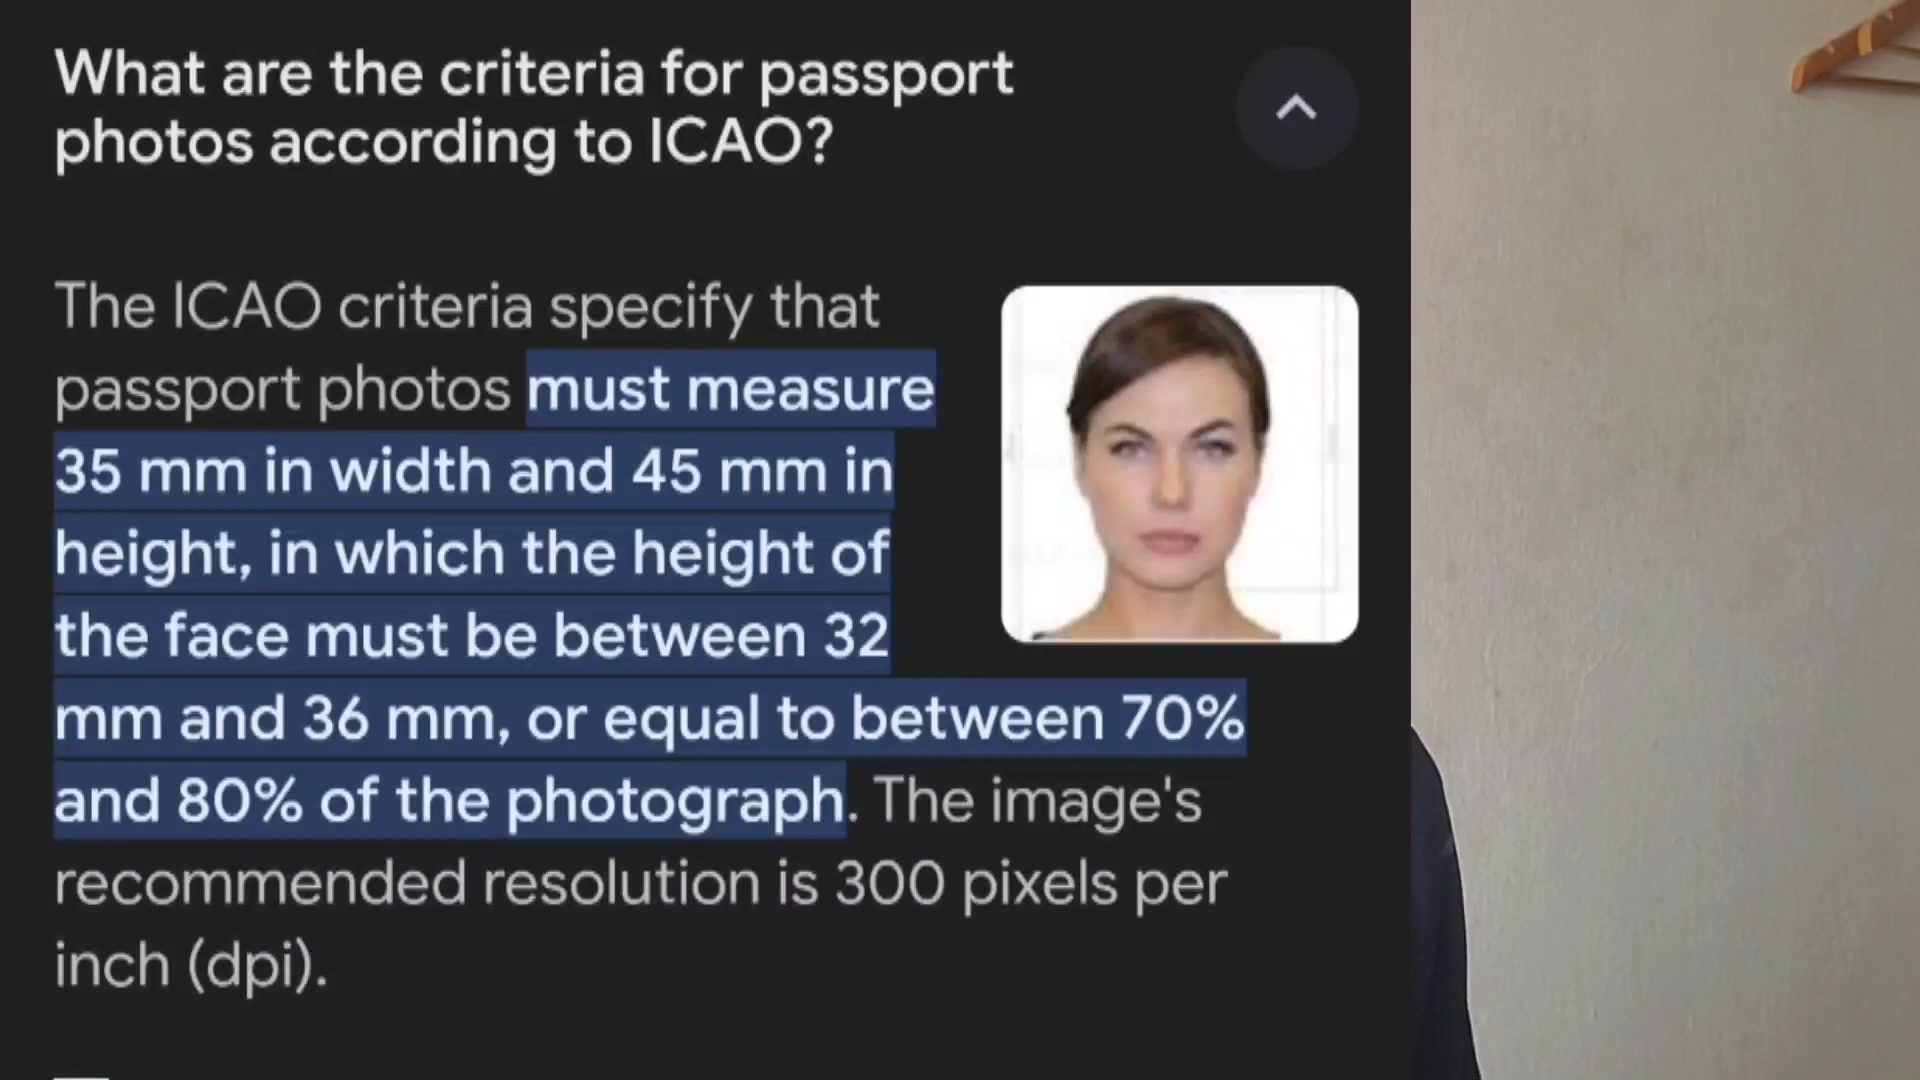 What are the criteria for passport
photos according to ICAO?
The ICAO criteria specify that
passport photos must measure
35 mm in width and 45 mm in
height, in which the height of
the face must be between 32
mm and 36 mm, or equal to between 70%
and 80% of the photograph. The image's
recommended resolution is 300 pixels per
inch (dpi).